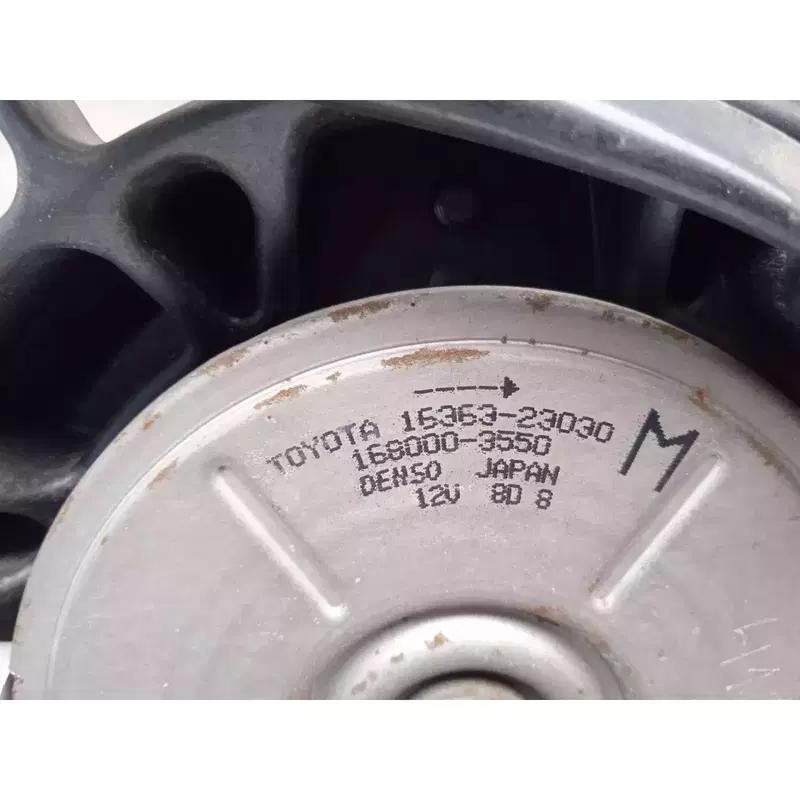 TOYOTA 16363-23030
168000-3550
DENSO JAPAN
12V 8D 8
M